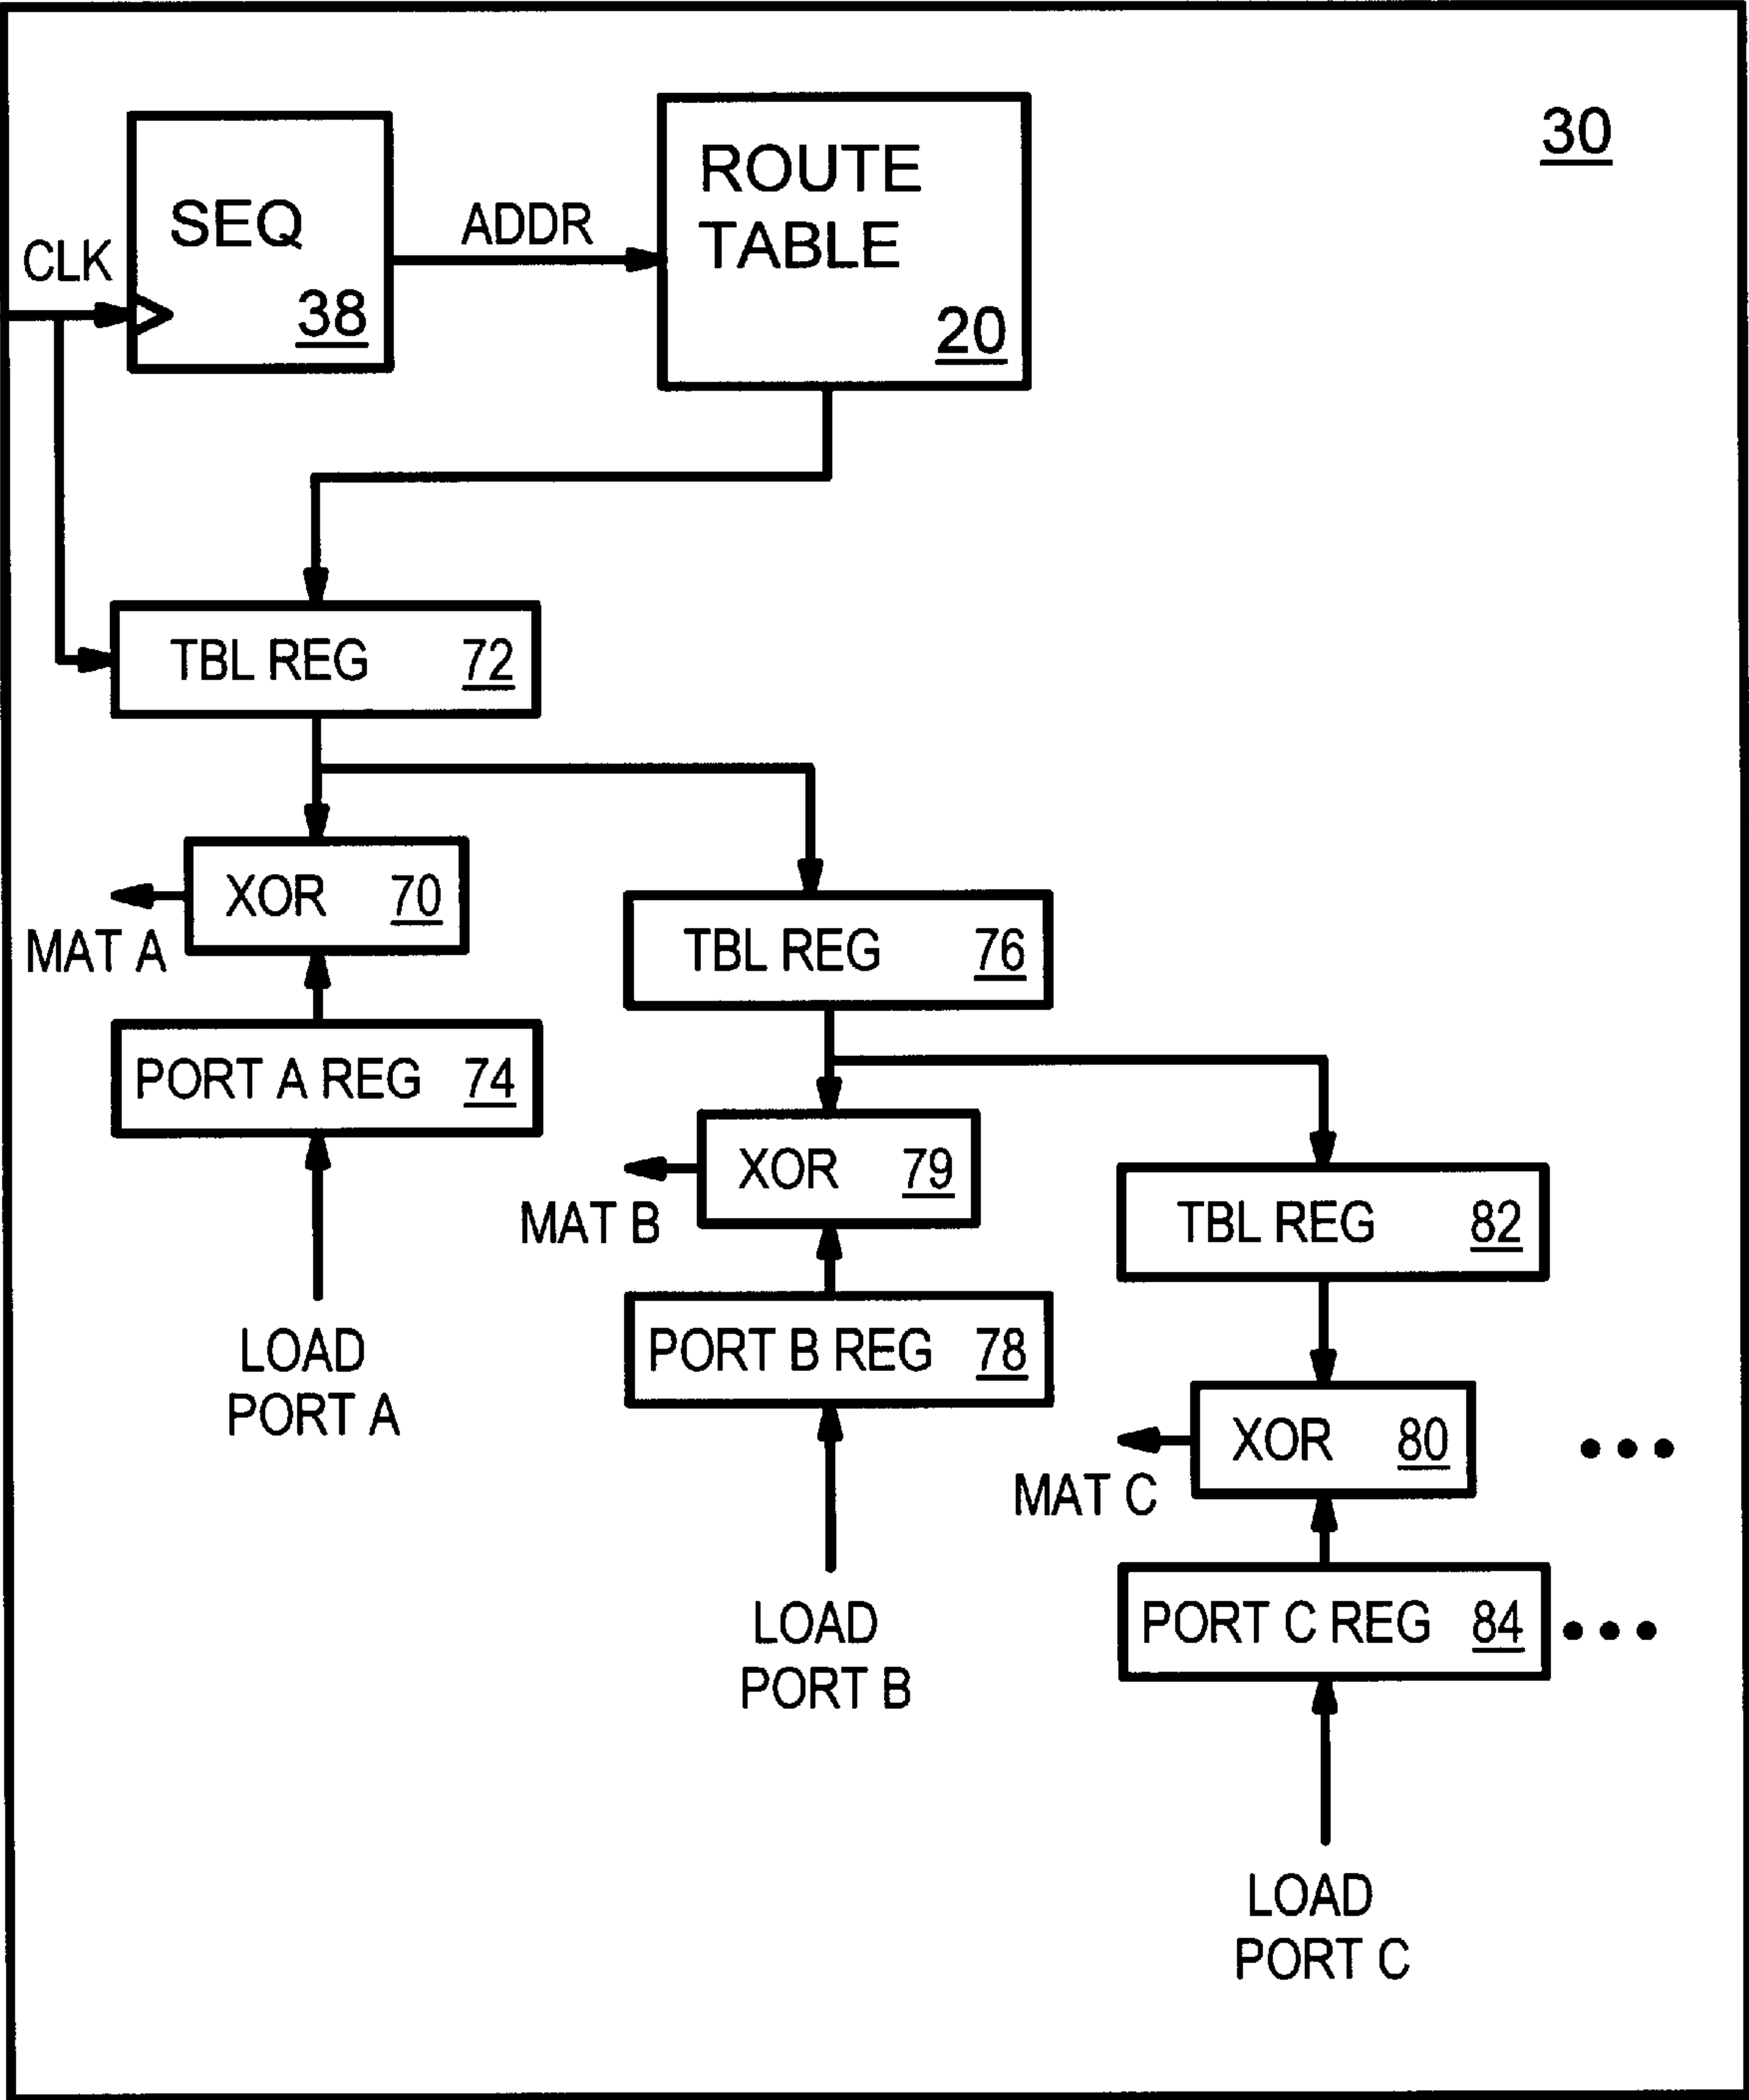 30
SEQ
38
CLK
ADDR
ROUTE
TABLE
20
TBL REG 72
XOR 70
MAT A
TBL REG 76
PORT A REG 74
XOR 79
MAT B
TBL REG 82
LOAD
PORT A
PORT B REG 78
XOR 80
MAT C
LOAD
PORT B
PORT C REG 84
LOAD
PORT C